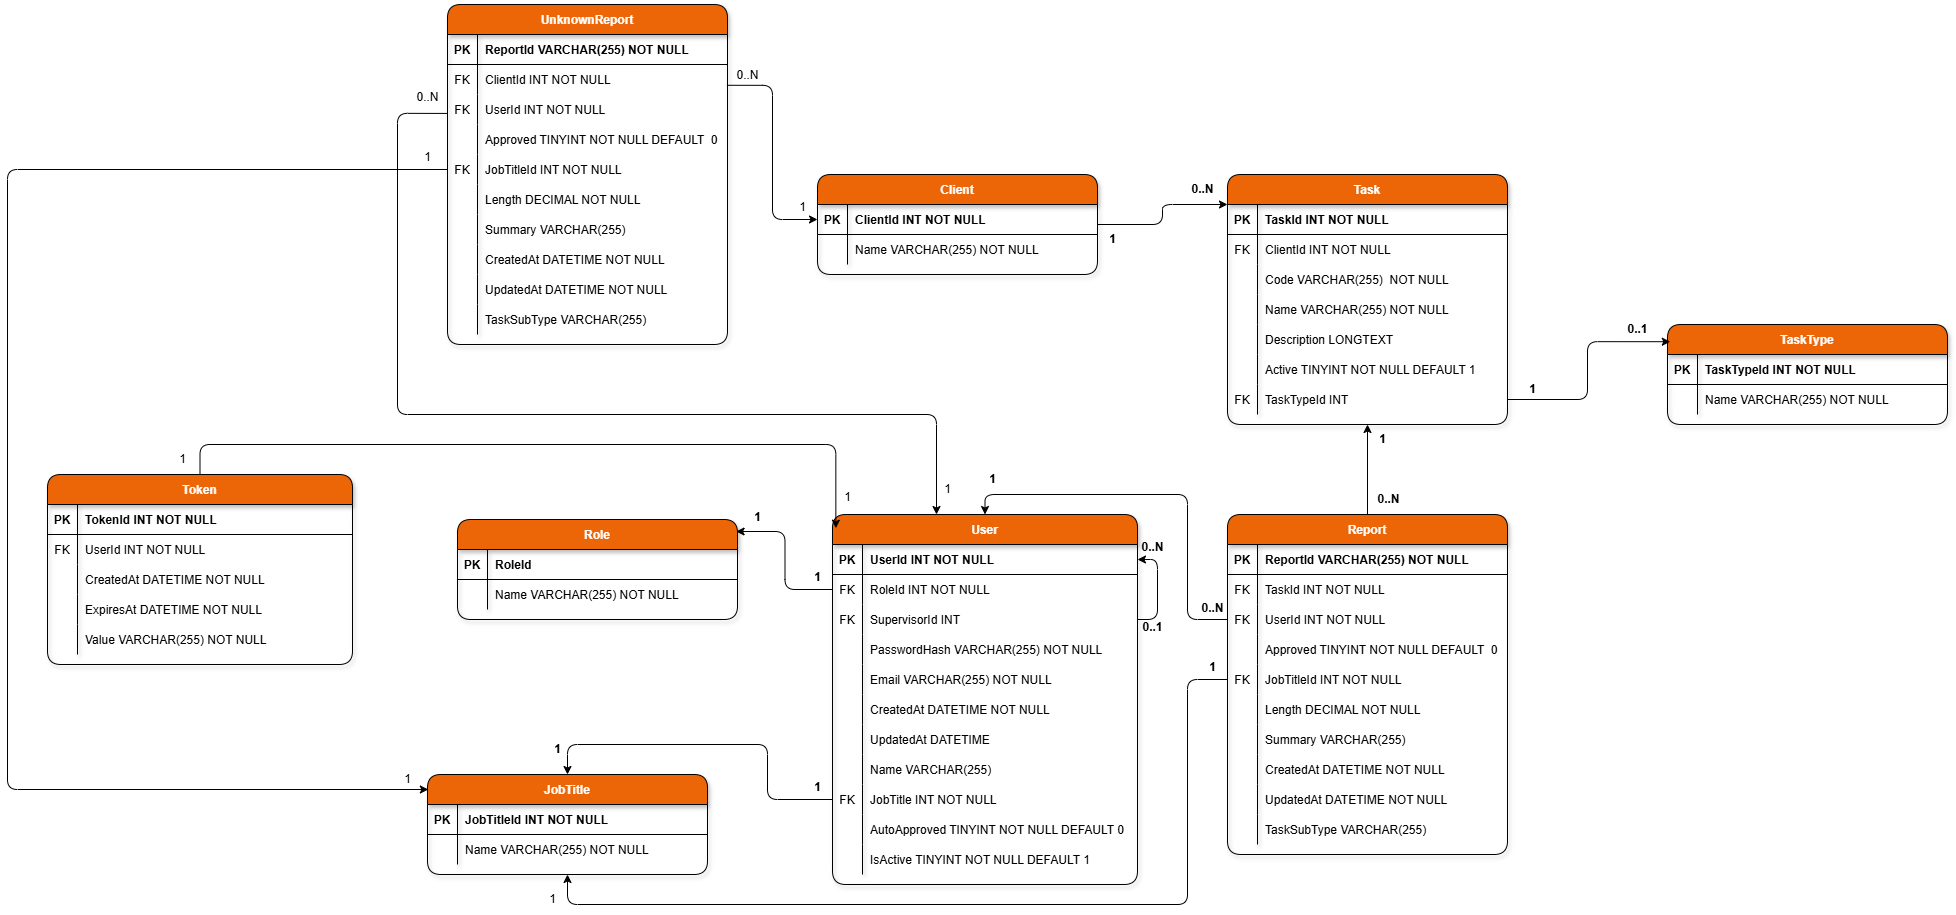 UnknownReport
PK ReportId VARCHAR(255) NOT NULL
FK ClientId INT NOT NULL
FK UserId INT NOT NULL
Approved TINYINT NOT NULL DEFAULT  0
FK JobTitleId INT NOT NULL
Length DECIMAL NOT NULL
Summary VARCHAR(255)
CreatedAt DATETIME NOT NULL
UpdatedAt DATETIME NOT NULL
TaskSubType VARCHAR(255)
0..N
0..N
1
1
Client
PK ClientId INT NOT NULL
Name VARCHAR(255) NOT NULL
1
0..N
Task
PK TaskId INT NOT NULL
FK ClientId INT NOT NULL
Code VARCHAR(255)  NOT NULL
Name VARCHAR(255) NOT NULL
Description LONGTEXT
Active TINYINT NOT NULL DEFAULT 1
FK TaskTypeId INT
1
0..1
TaskType
PK TaskTypeId INT NOT NULL
Name VARCHAR(255) NOT NULL
1
0..N
1
Token
PK TokenId INT NOT NULL
FK UserId INT NOT NULL
CreatedAt DATETIME NOT NULL
ExpiresAt DATETIME NOT NULL
Value VARCHAR(255) NOT NULL
Role
PK RoleId
Name VARCHAR(255) NOT NULL
1
1
1
1
1
User
PK UserId INT NOT NULL
FK RoleId INT NOT NULL
FK SupervisorId INT
PasswordHash VARCHAR(255) NOT NULL
Email VARCHAR(255) NOT NULL
CreatedAt DATETIME NOT NULL
UpdatedAt DATETIME
Name VARCHAR(255)
FK JobTitle INT NOT NULL
AutoApproved TINYINT NOT NULL DEFAULT 0
IsActive TINYINT NOT NULL DEFAULT 1
0..N
0..1
0..N
1
Report
PK ReportId VARCHAR(255) NOT NULL
FK TaskId INT NOT NULL
FK UserId INT NOT NULL
Approved TINYINT NOT NULL DEFAULT  0
FK JobTitleId INT NOT NULL
Length DECIMAL NOT NULL
Summary VARCHAR(255)
CreatedAt DATETIME NOT NULL
UpdatedAt DATETIME NOT NULL
TaskSubType VARCHAR(255)
1
1
1
JobTitle
PK JobTitleId INT NOT NULL
Name VARCHAR(255) NOT NULL
1